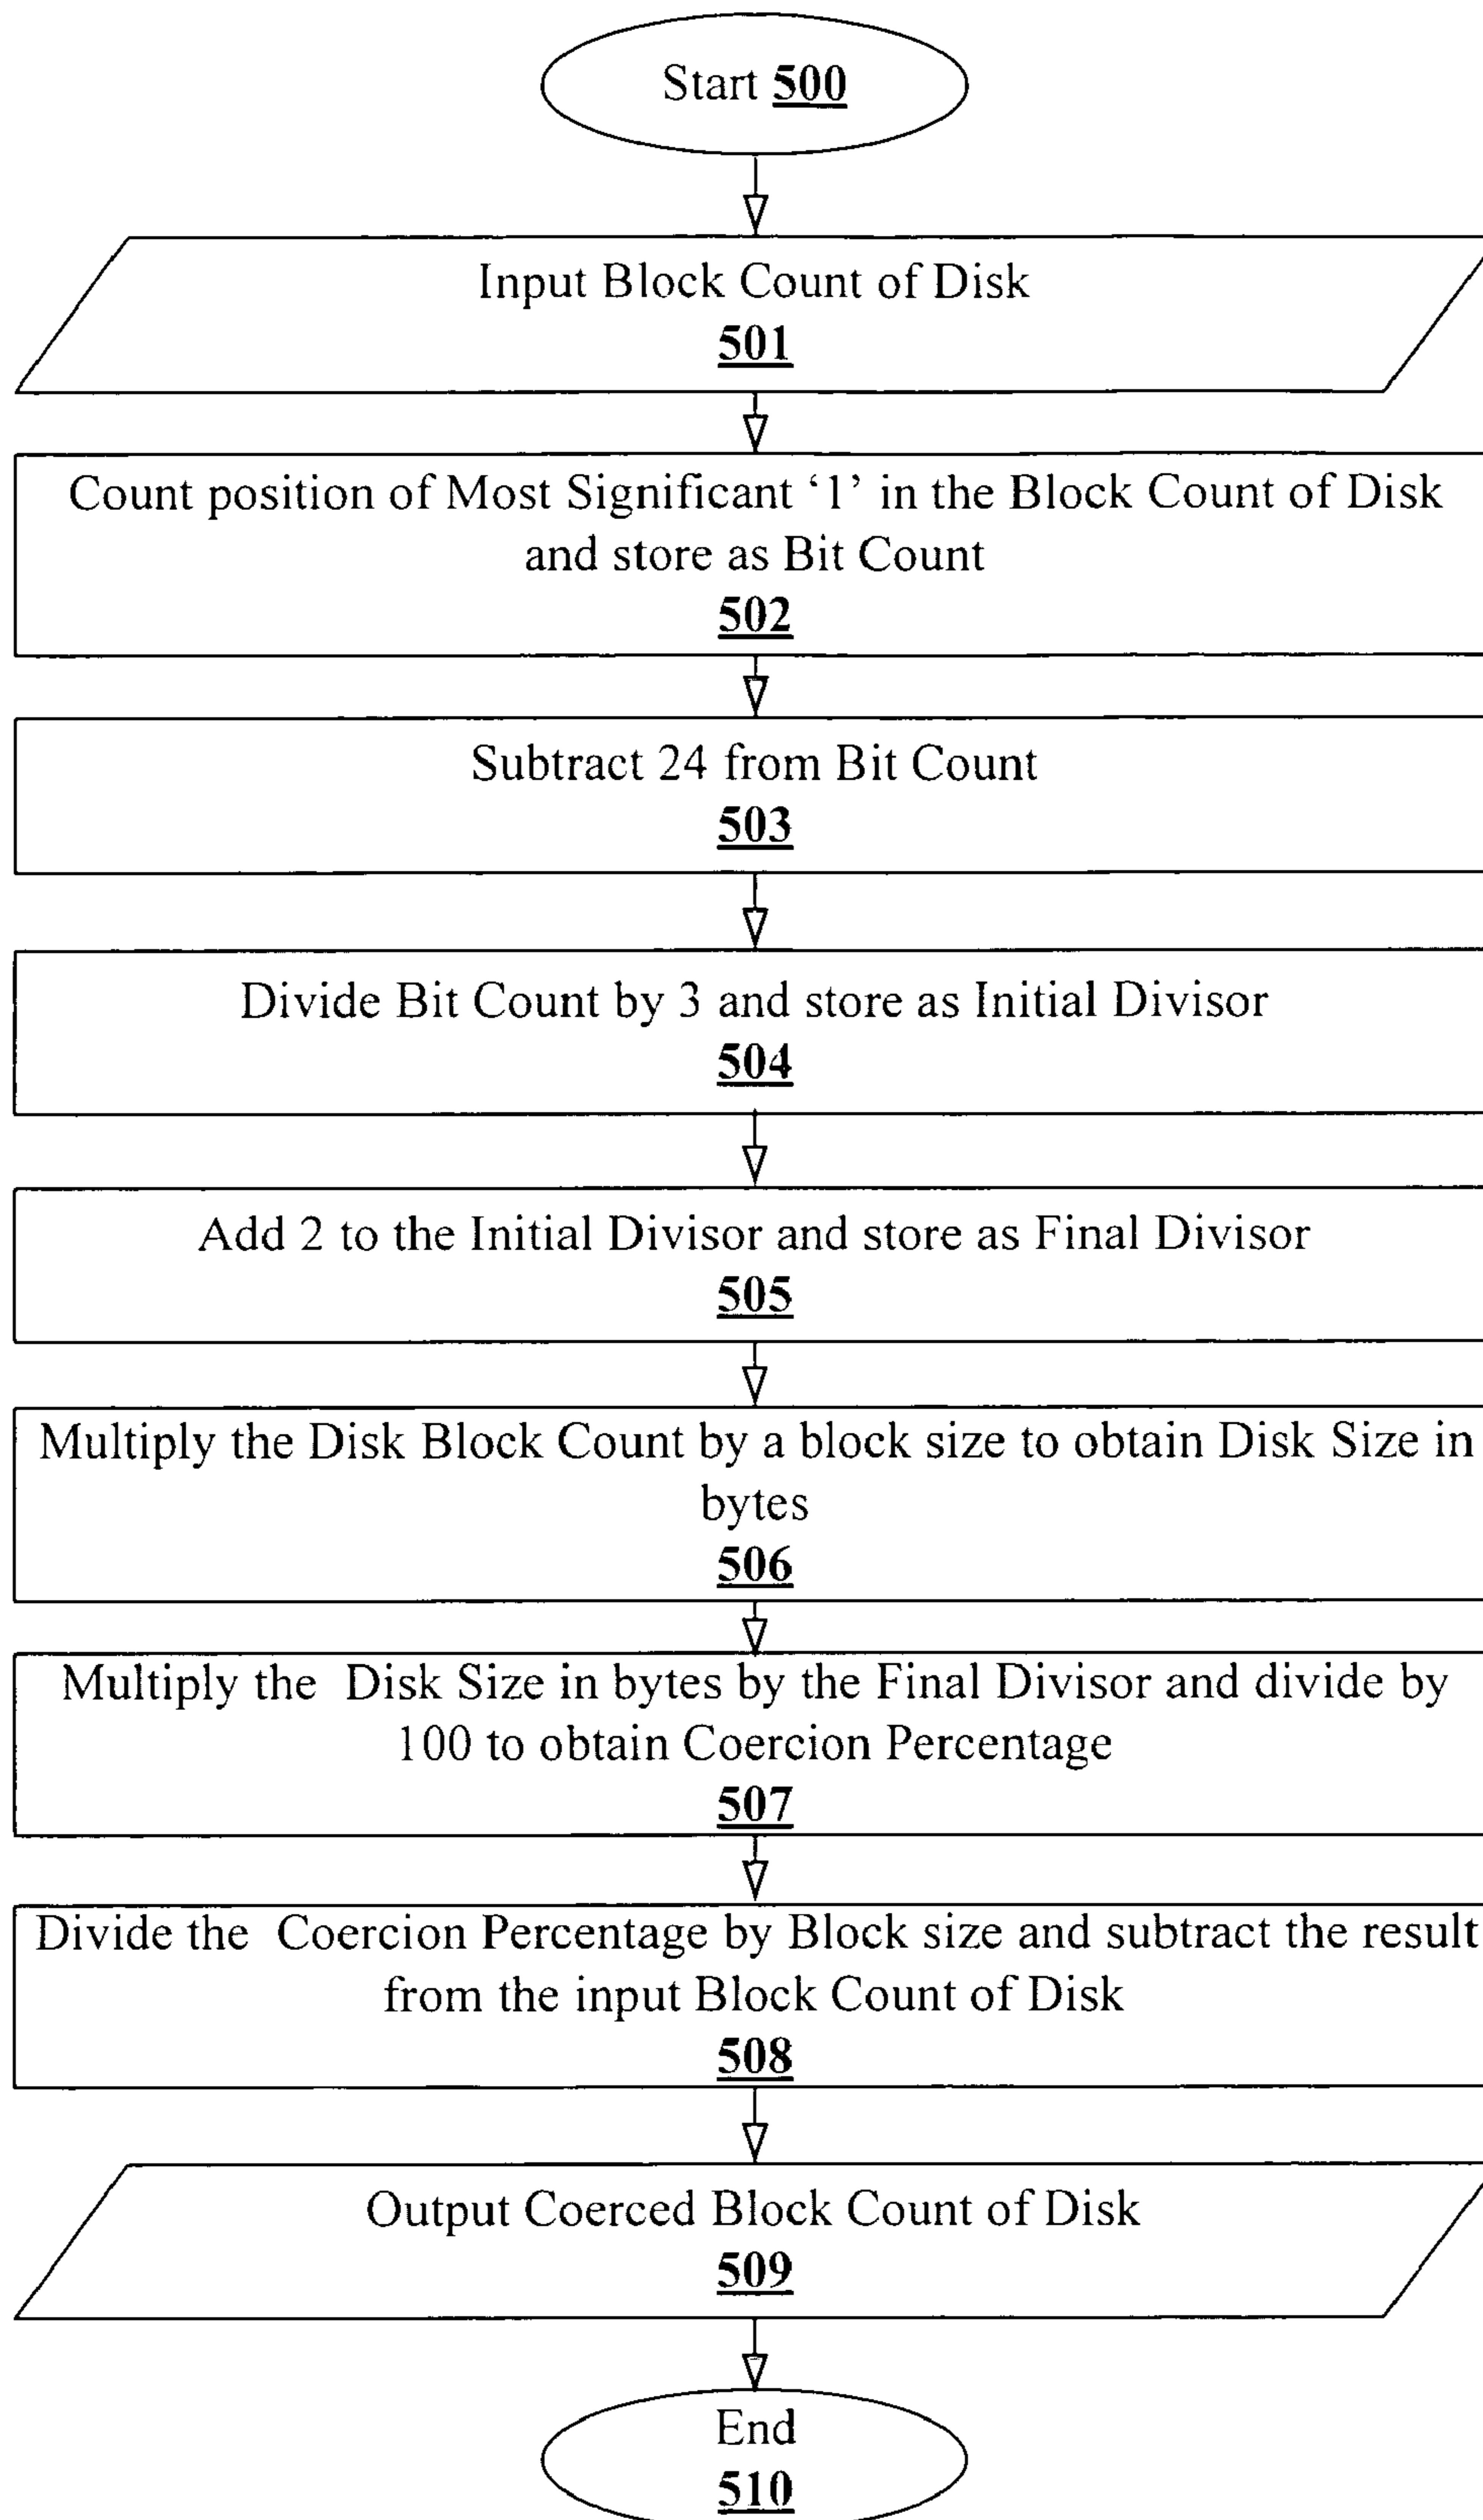 Start 500
Input Block Count of Disk
501
Count position of Most Significant ‘1’ in the Block Count of Disk
and store as Bit Count
502
Subtract 24 from Bit Count
503
Divide Bit Count by 3 and store as Initial Divisor
504
Add 2 to the Initial Divisor and store as Final Divisor
505
Multiply the Disk Block Count by a block size to obtain Disk Size in
bytes
506
Multiply the Disk Size in bytes by the Final Divisor and divide by
100 to obtain Coercion Percentage
507
Divide the Coercion Percentage by Block size and subtract the result
from the input Block Count of Disk
508
Output Coerced Block Count of Disk
509
End
510